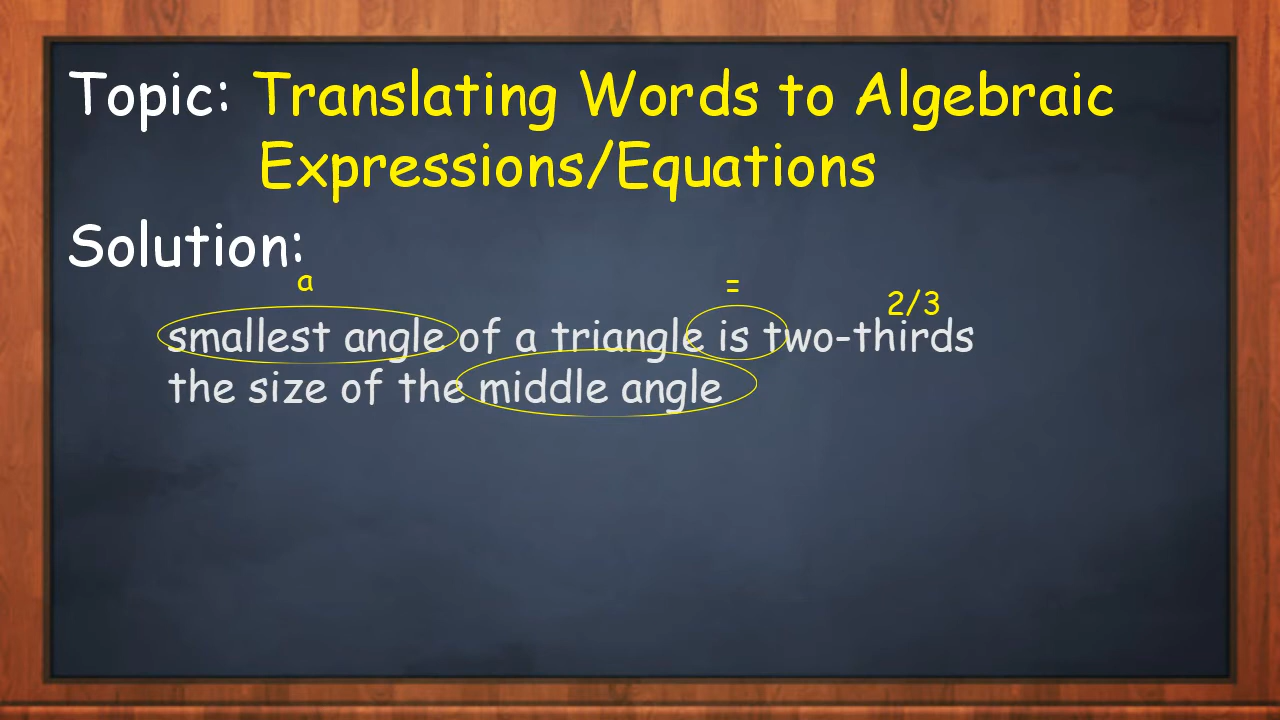 Topic: Translating Words to Algebraic
Expressions/Equations
Solution:
a
=
2/3
smallest angle of a triangle is two-thirds
the size of the middle angle